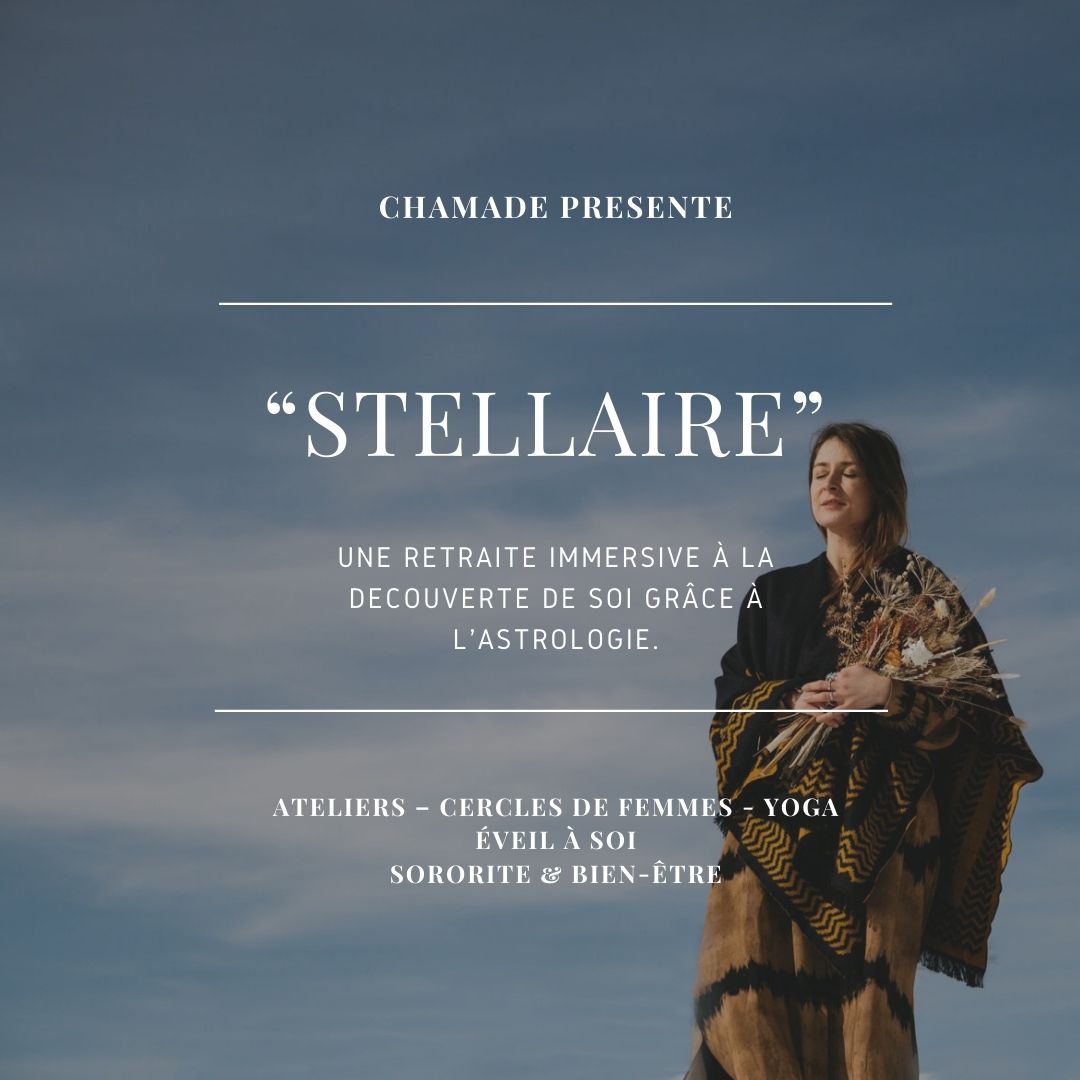 CHAMADE PRESENTE
“STELLAIRE”
UNE RETRAITE IMMERSIVE À LA
DECOUVERTE DE SOI GRÂCE À
L’ASTROLOGIE.
ATELIERS – CERCLES DE FEMMES - YOGA
ÉVEIL À SOI
SORORITE & BIEN-ÊTRE